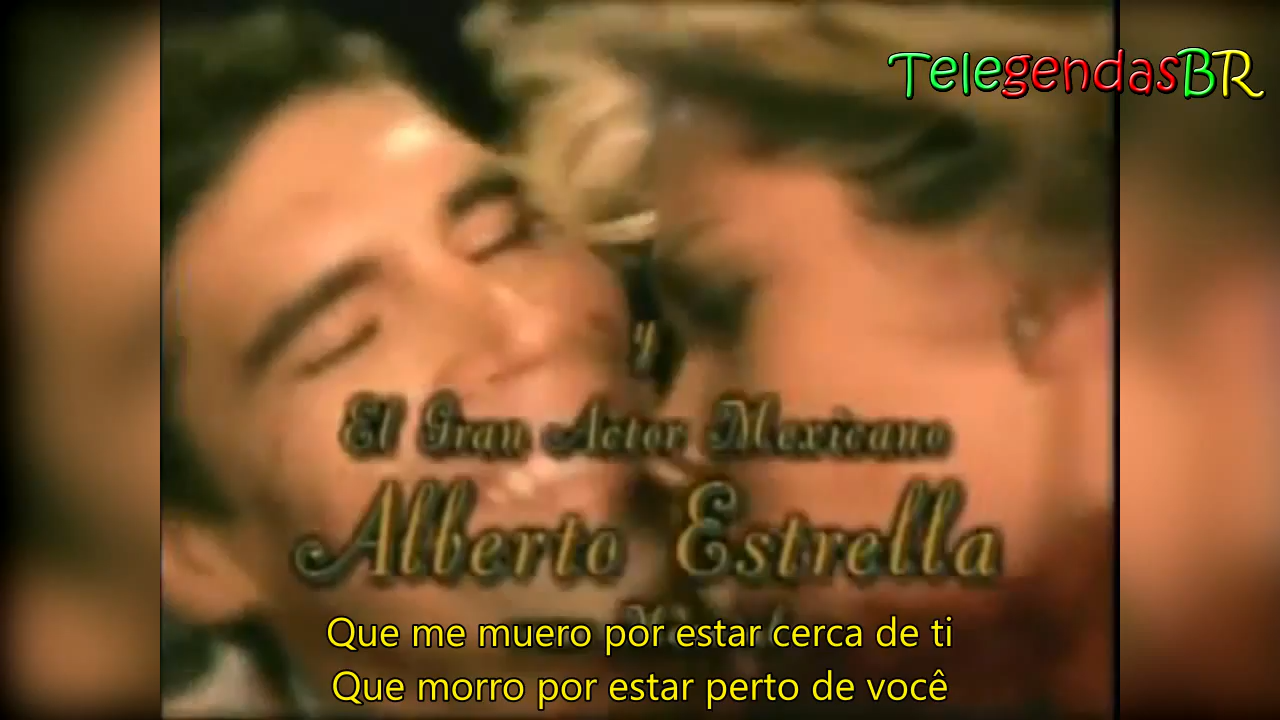 TelegendasBR
y
El Gran Actor Mexicano
Alberto Estrella
Que me muero por estar cerca de ti
Que morro por estar perto de você